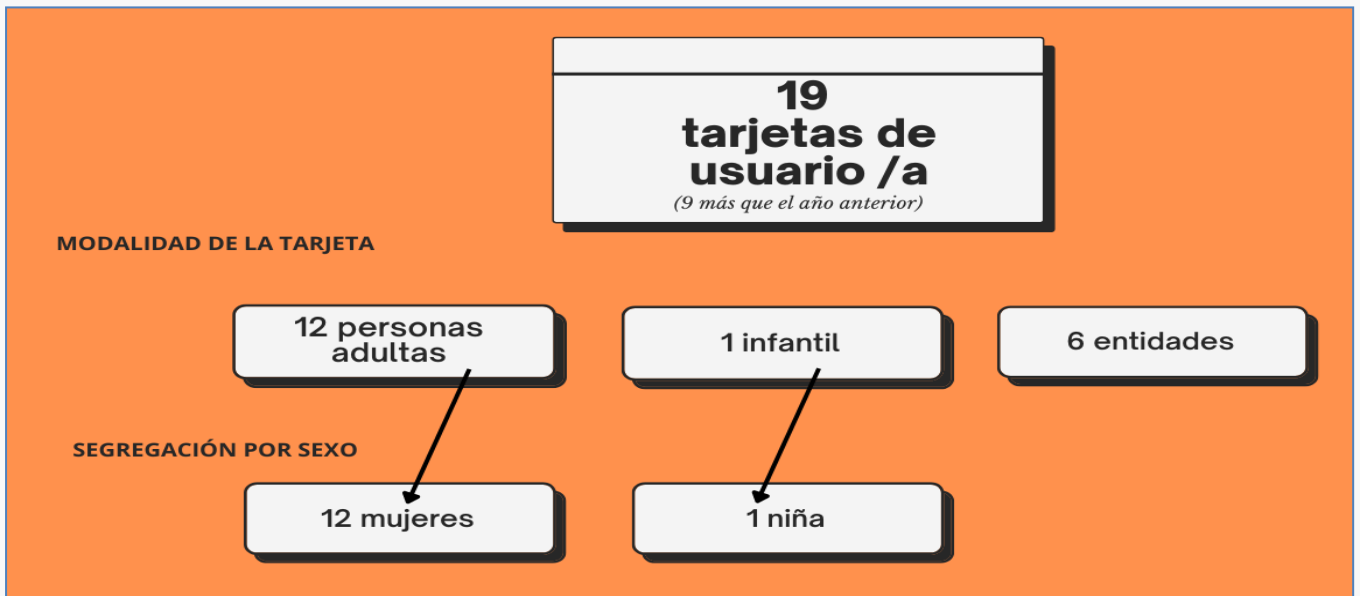 19
tarjetas de
usuario /a
(9 más que el año anterior)
MODALIDAD DE LA TARJETA
12 personas
adultas
1 infantil
6 entidades
SEGREGACIÓN POR SEXO
12 mujeres
1 niña